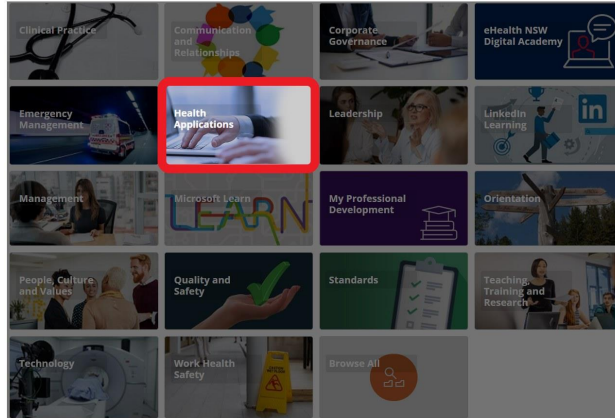 Clinical Practice
Communication
and
Relationships
Corporate
Governance
eHealth NSW
Digital Academy
Emergency
Management
Health
Applications
Leadership
LinkedIn
Learning
in
Management
Microsoft Learn
LEARN
My Professional
Development
Orientation
People, Culture
and Values
Quality and
Safety
Standards
Teaching,
Training and
Research
Technology
Work Health
Safety
Browse All